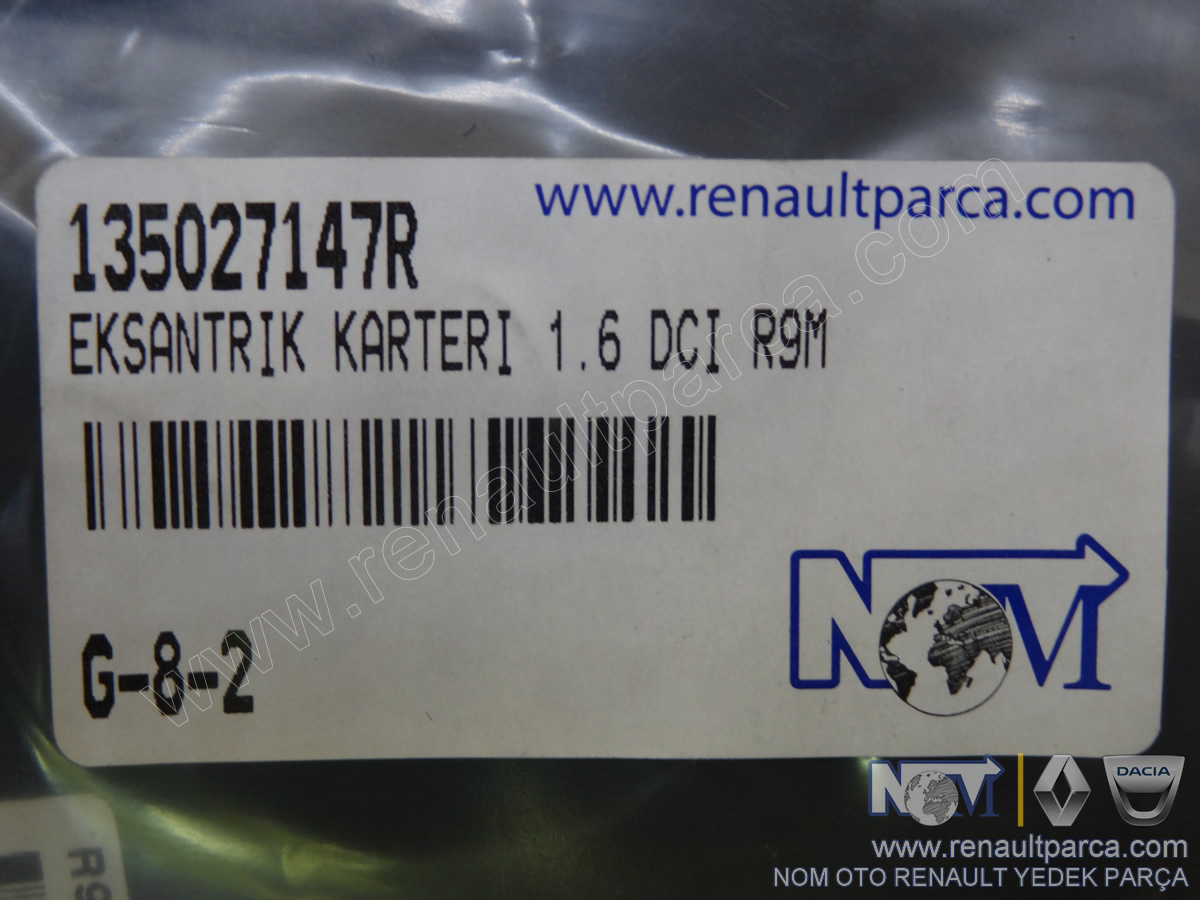 www.renaultparca.com
135027147R
EKSANTRIK KARTERI 1.6 DCI R9M
www.renaultparca.com
G-8-2
NOM
R9
NOM
DACIA
www.renaultparca.com
NOM OTO RENAULT YEDEK PARÇA